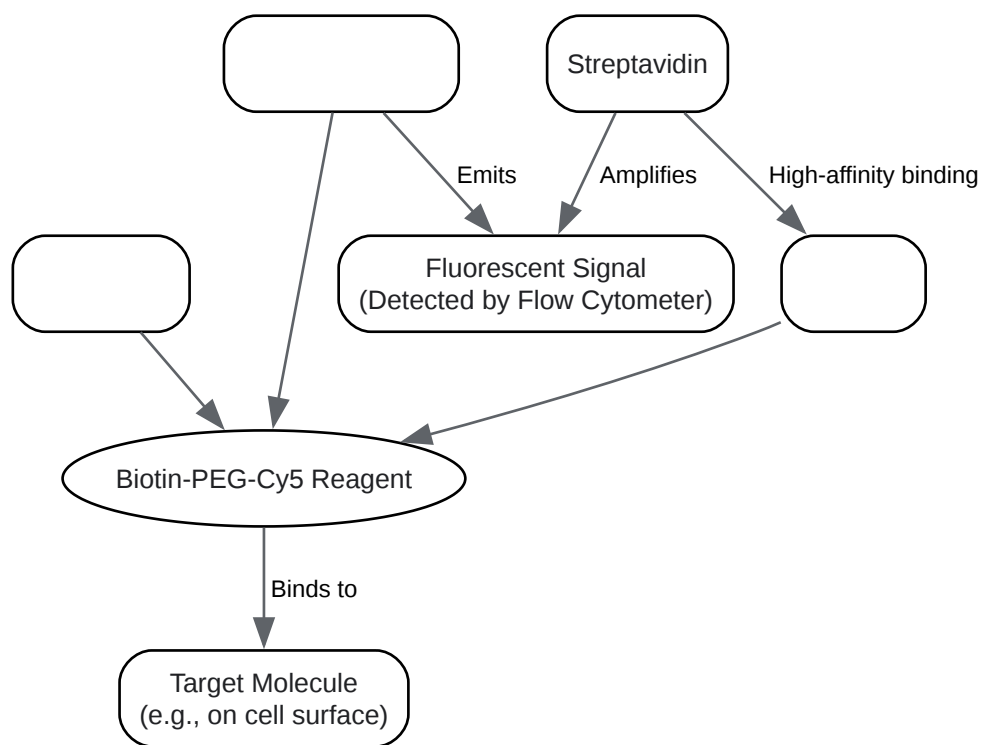 Streptavidin
Emits
Amplifies
High-affinity binding
Fluorescent Signal
(Detected by Flow Cytometer)
Biotin-PEG-Cy5 Reagent
Binds to
Target Molecule
(e.g., on cell surface)